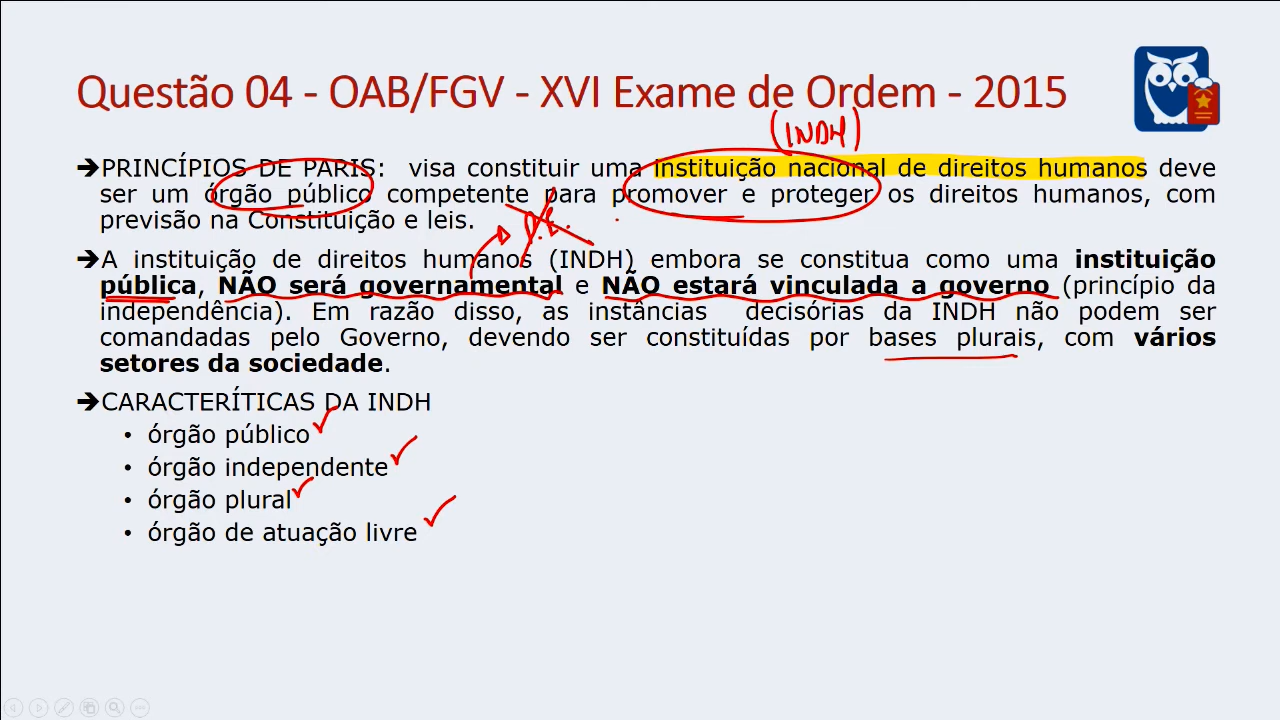 Questão 04 - OAB/FGV - XVI Exame de Ordem - 2015
(INDH)
➔PRINCÍPIOS DE PARIS: visa constituir uma instituição nacional de direitos humanos deve
ser um órgão público competente para promover e proteger os direitos humanos, com
previsão na Constituição e leis.
➔A instituição de direitos humanos (INDH) embora se constitua como uma instituição
pública, NÃO será governamental e NÃO estará vinculada a governo (princípio da
independência). Em razão disso, as instâncias decisórias da INDH não podem ser
comandadas pelo Governo, devendo ser constituídas por bases plurais, com vários
setores da sociedade.
➔CARACTERÍTICAS DA INDH
• órgão público
• órgão independente
• órgão plural
• órgão de atuação livre